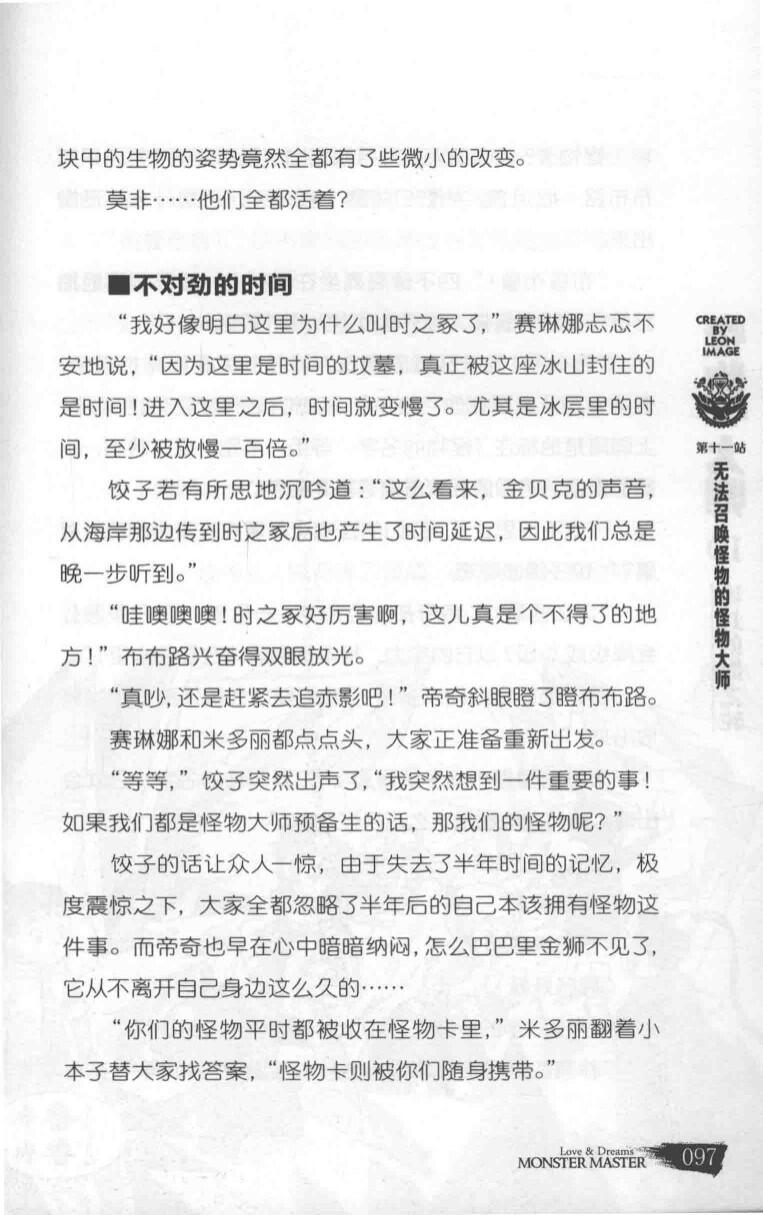 块中的生物的姿势竟然全都有了些微小的改变。
莫非……他们全都活着?
■不对劲的时间
“我好像明白这里为什么叫时之冢了,”赛琳娜忐忑不
安地说,“因为这里是时间的坟墓,真正被这座冰山封住的
是时间!进入这里之后,时间就变慢了。尤其是冰层里的时
间,至少被放慢一百倍。”
饺子若有所思地沉吟道:“这么看来,金贝克的声音,
从海岸那边传到时之冢后也产生了时间延迟,因此我们总是
晚一步听到。”
“哇噢噢噢!时之冢好厉害啊,这儿真是个不得了的地
方!”布布路兴奋得双眼放光。
“真吵,还是赶紧去追赤影吧!”帝奇斜眼瞪了瞪布布路。
赛琳娜和米多丽都点点头,大家正准备重新出发。
“等等,”饺子突然出声了,“我突然想到一件重要的事!
如果我们都是怪物大师预备生的话,那我们的怪物呢?”
饺子的话让众人一惊,由于失去了半年时间的记忆,极
度震惊之下,大家全都忽略了半年后的自己本该拥有怪物这
件事。而帝奇也早在心中暗暗纳闷,怎么巴巴里金狮不见了,
它从不离开自己身边这么久的……
“你们的怪物平时都被收在怪物卡里,”米多丽翻着小
本子替大家找答案,“怪物卡则被你们随身携带。”
CREATED
BY
LEON
IMAGE
第十一站
无法召唤怪物的怪物大师
Love & Dreams
MONSTER MASTER
097